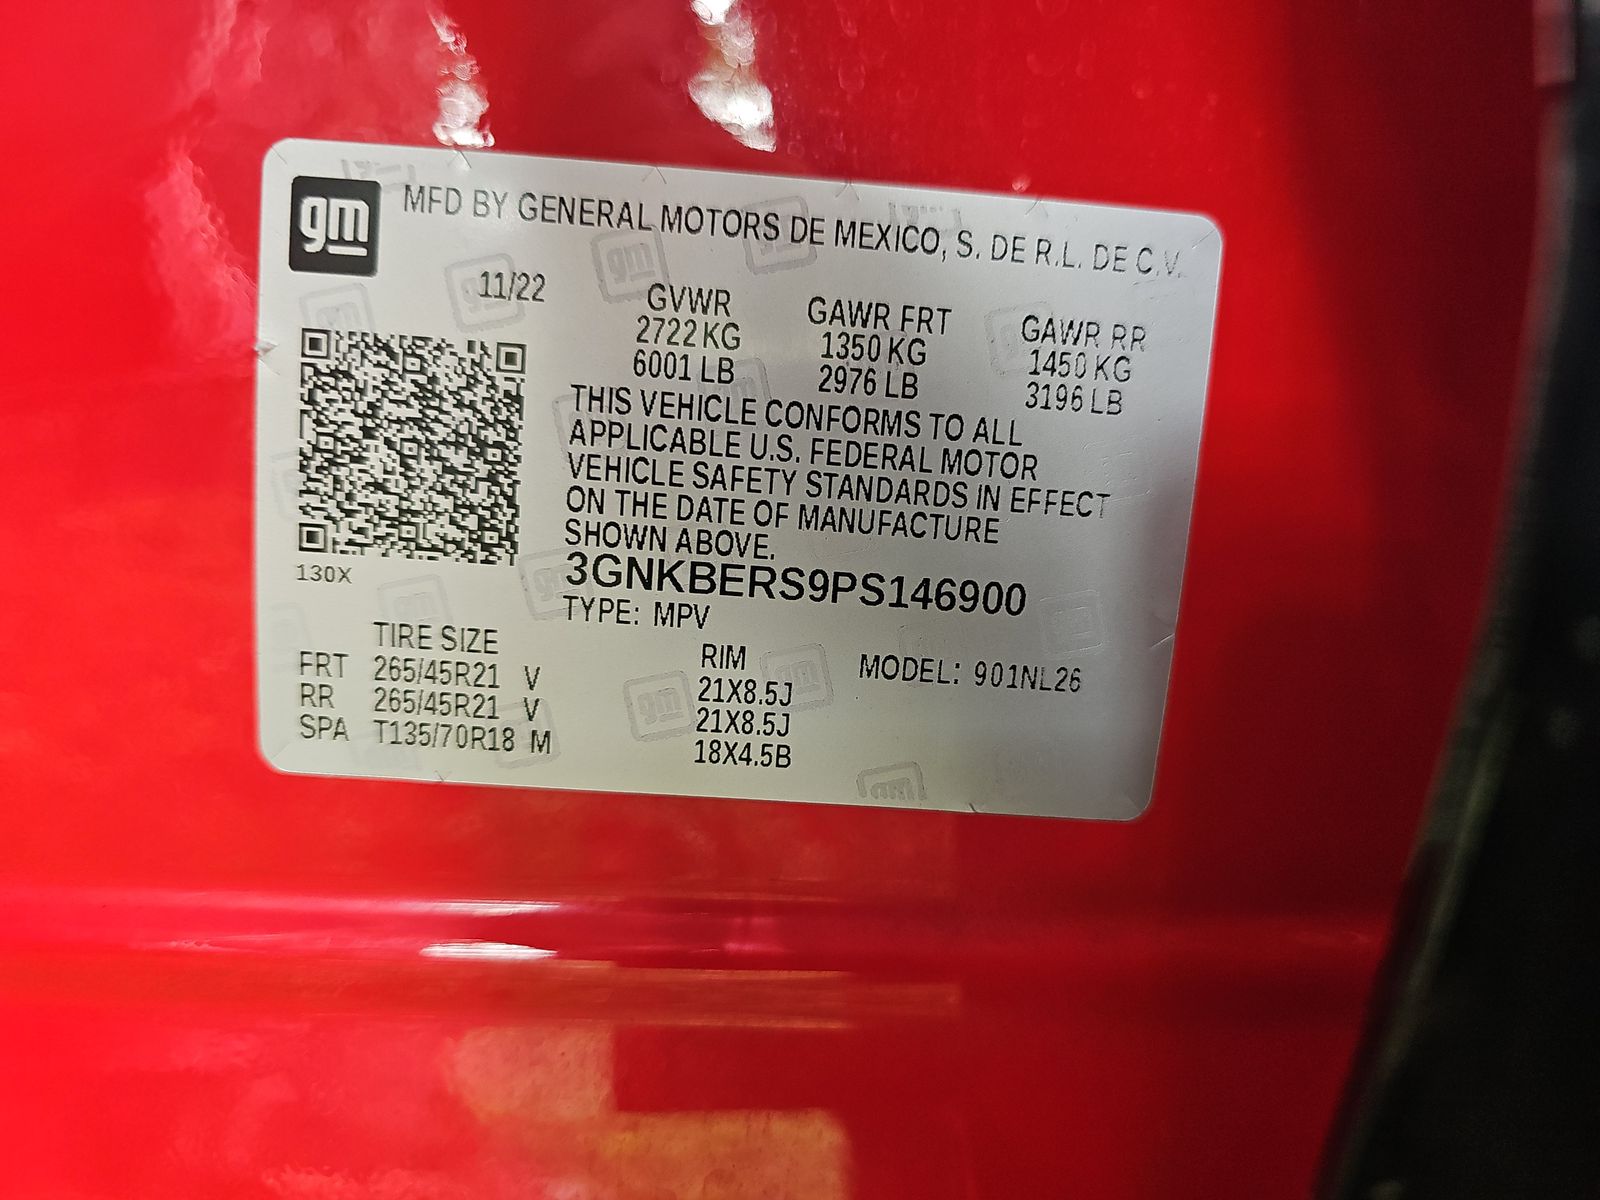 gm MFD BY GENERAL MOTORS DE MEXICO, S. DE R.L. DE C.V.
11/22
GVWR GAWR FRT GAWR RR
2722 KG 1350 KG 1450 KG
6001 LB 2976 LB 3196 LB
THIS VEHICLE CONFORMS TO ALL
APPLICABLE U.S. FEDERAL MOTOR
VEHICLE SAFETY STANDARDS IN EFFECT
ON THE DATE OF MANUFACTURE
SHOWN ABOVE.
130X
3GNKBERS9PS146900
TYPE: MPV
TIRE SIZE RIM MODEL: 901NL26
FRT 265/45R21 V 21X8.5J
RR 265/45R21 V 21X8.5J
SPA T135/70R18 M 18X4.5B